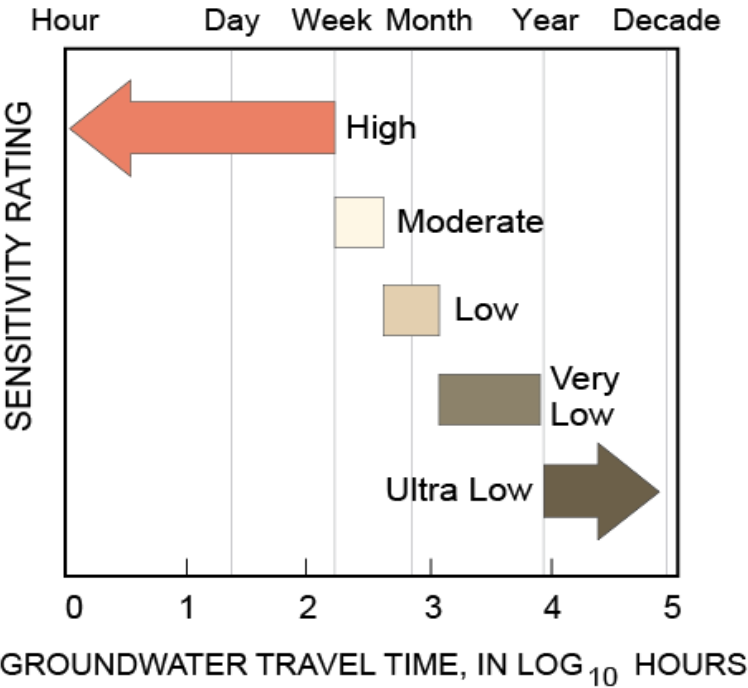 Hour Day Week Month Year Decade
SENSITIVITY RATING
High
Moderate
Low
Very
Low
Ultra Low
0 1 2 3 4 5
GROUNDWATER TRAVEL TIME, IN LOG10 HOURS